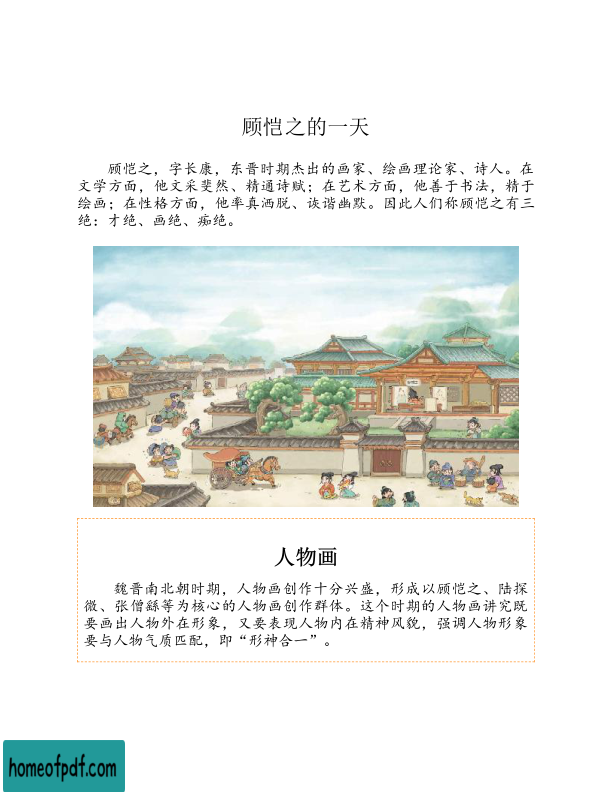 顾恺之的一天
顾恺之，字长康，东晋时期杰出的画家、绘画理论家、诗人。在
文学方面，他文采斐然、精通诗赋；在艺术方面，他善于书法，精于
绘画；在性格方面，他率真洒脱、诙谐幽默。因此人们称顾恺之有三
绝：才绝、画绝、痴绝。
人物画
魏晋南北朝时期，人物画创作十分兴盛，形成以顾恺之、陆探
微、张僧繇等为核心的人物画创作群体。这个时期的人物画讲究既
要画出人物外在形象，又要表现人物内在精神风貌，强调人物形象
要与人物气质匹配，即“形神合一”。
homeofpdf.com